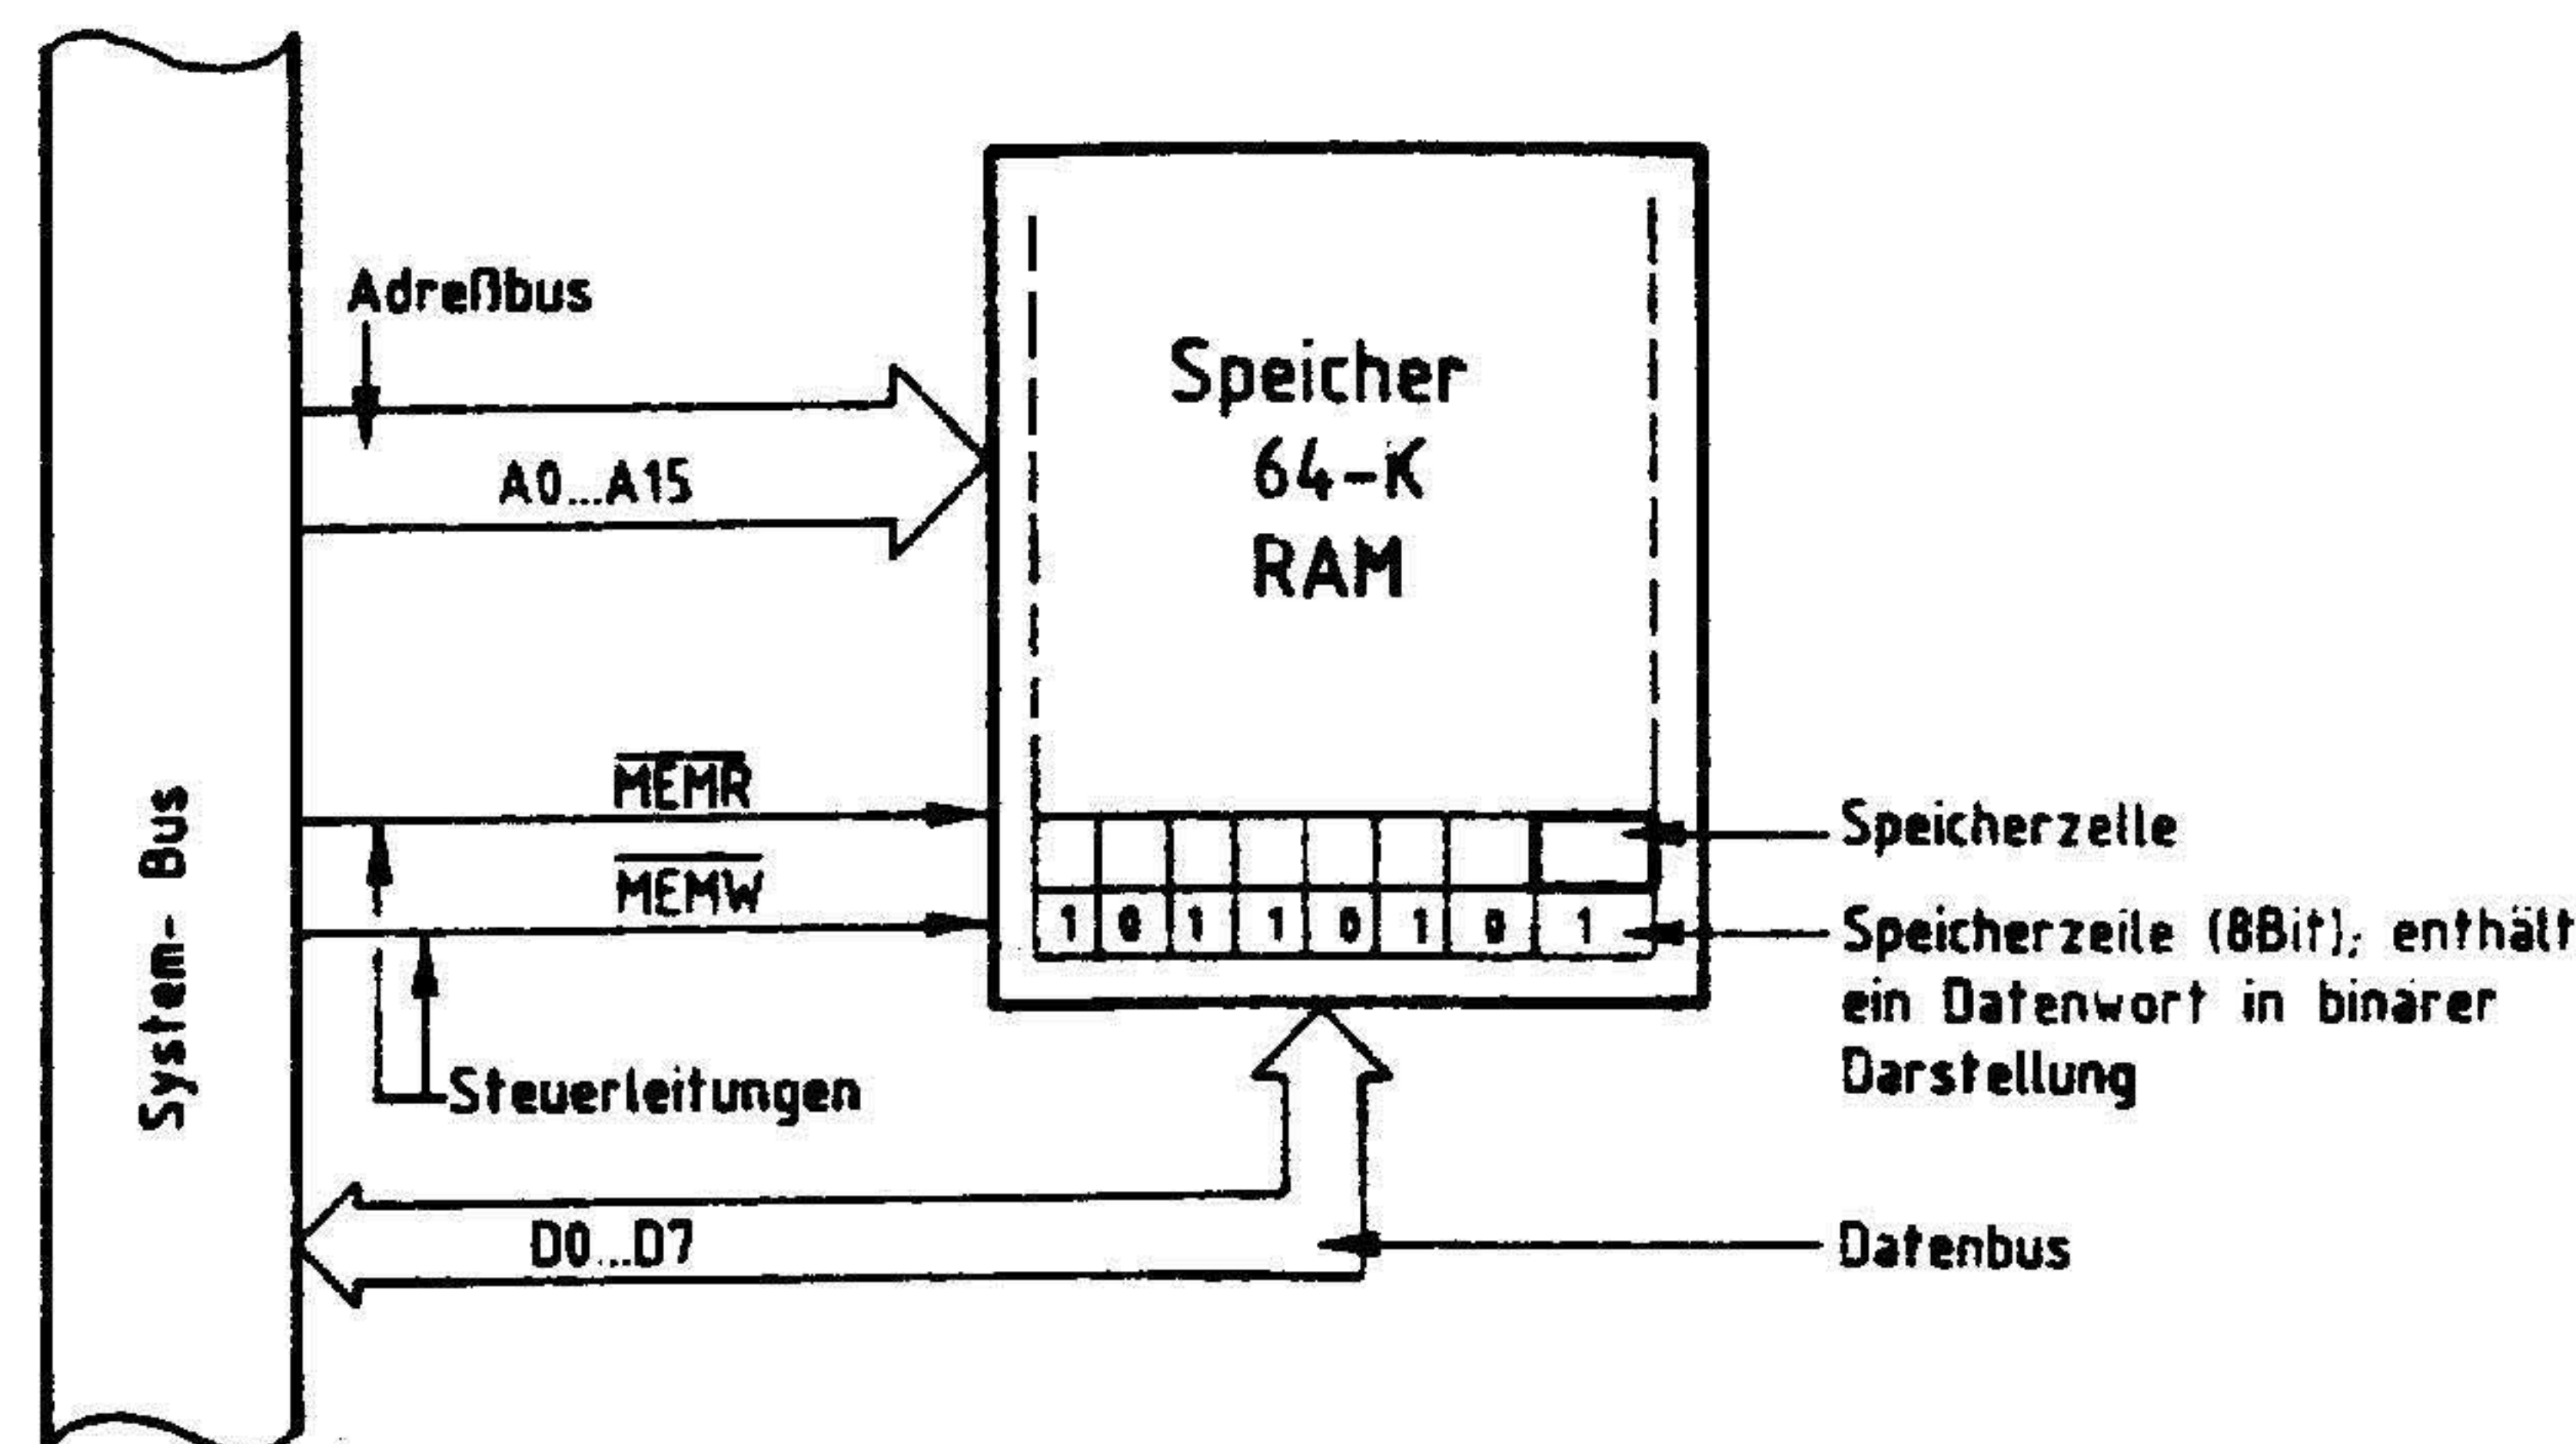 Adreßbus
A0...A15
Speicher
64-K
RAM
MEMR
MEMW
System- Bus
1 0 1 1 0 1 0 1
Speicherzelle
Speicherzeile (8Bit); enthält
ein Datenwort in binärer
Darstellung
Steuerleitungen
D0...D7
Datenbus